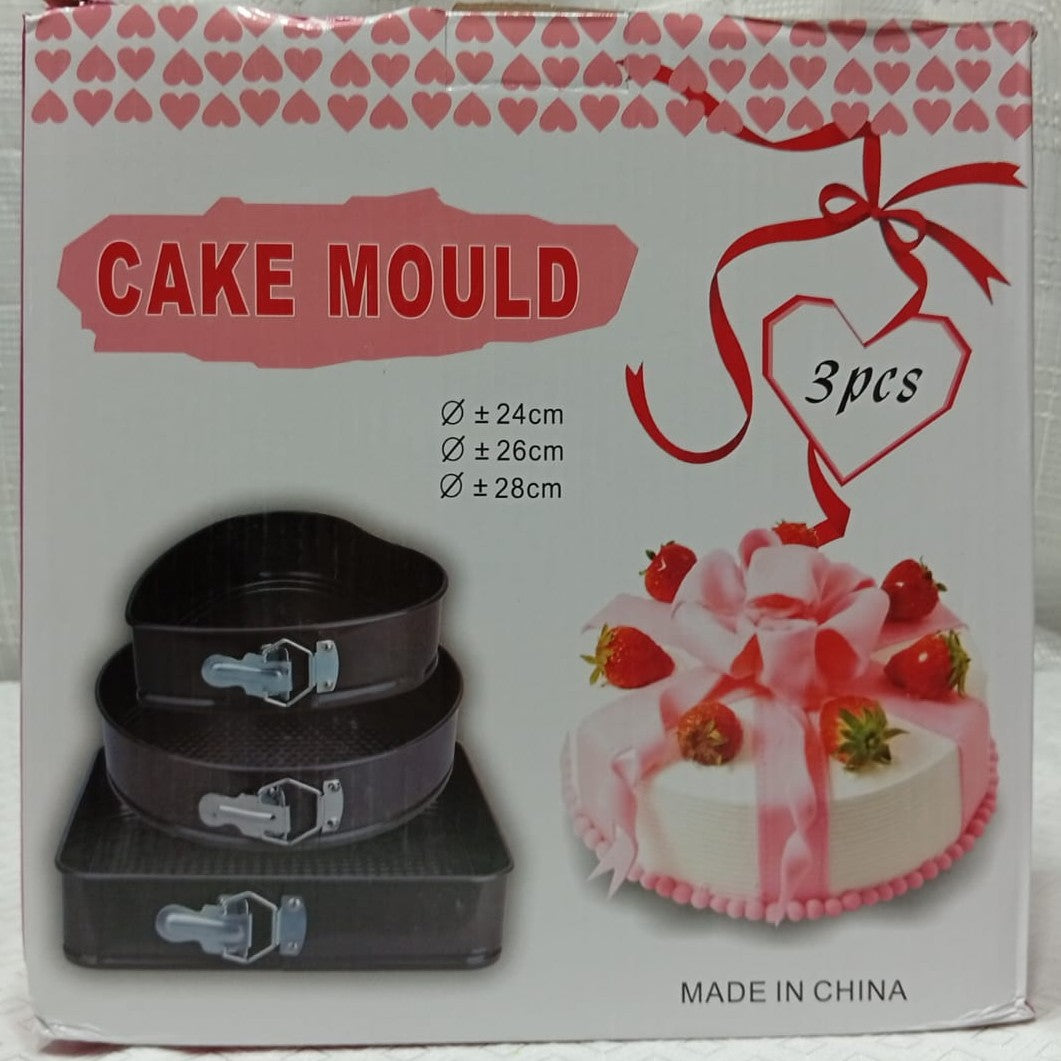 CAKE MOULD
3pcs
∅ ± 24cm
∅ ± 26cm
∅ ± 28cm
MADE IN CHINA